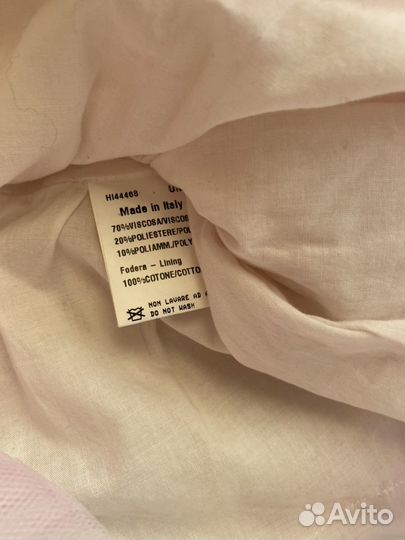 HI44468
Made in Italy
70%VISCOSA/VISCOS
20%POLIESTERE/POL
10%POLIAMM./POLY
Fodera - Lining
100%COTONE/COTTO
NON LAVARE AD A
DO NOT WASH
Avito